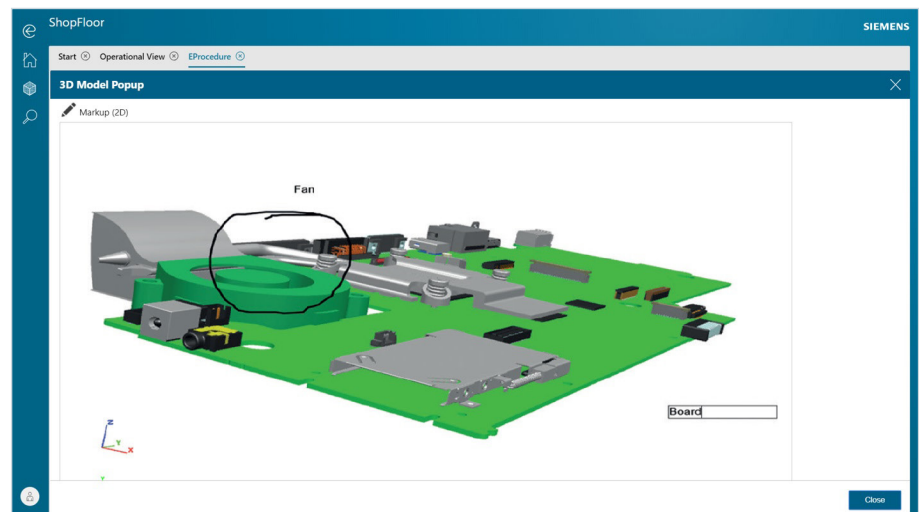 ShopFloor
SIEMENS
Start Operational View EProcedure
3D Model Popup
Markup (2D)
Fan
Board
Z
Y
X
Y
Close